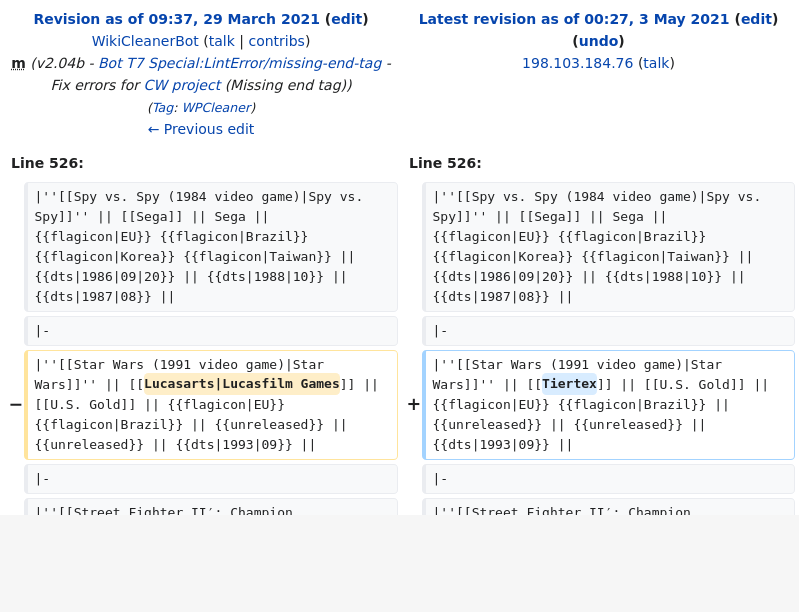 Revision as of 09:37, 29 March 2021 (edit)
WikiCleanerBot (talk | contribs)
m (v2.04b - Bot T7 Special:LintError/missing-end-tag -
Fix errors for CW project (Missing end tag))
(Tag: WPCleaner)
← Previous edit
Latest revision as of 00:27, 3 May 2021 (edit)
(undo)
198.103.184.76 (talk)
Line 526:
|''[[Spy vs. Spy (1984 video game)|Spy vs.
Spy]]'' || [[Sega]] || Sega ||
{{flagicon|EU}} {{flagicon|Brazil}}
{{flagicon|Korea}} {{flagicon|Taiwan}} ||
{{dts|1986|09|20}} || {{dts|1988|10}} ||
{{dts|1987|08}} ||
|-
−
|''[[Star Wars (1991 video game)|Star
Wars]]'' || [[Lucasarts|Lucasfilm Games]] ||
[[U.S. Gold]] || {{flagicon|EU}}
{{flagicon|Brazil}} || {{unreleased}} ||
{{unreleased}} || {{dts|1993|09}} ||
|-
|''[[Street Fighter II′: Champion
Line 526:
|''[[Spy vs. Spy (1984 video game)|Spy vs.
Spy]]'' || [[Sega]] || Sega ||
{{flagicon|EU}} {{flagicon|Brazil}}
{{flagicon|Korea}} {{flagicon|Taiwan}} ||
{{dts|1986|09|20}} || {{dts|1988|10}} ||
{{dts|1987|08}} ||
|-
+
|''[[Star Wars (1991 video game)|Star
Wars]]'' || [[Tiertex]] || [[U.S. Gold]] ||
{{flagicon|EU}} {{flagicon|Brazil}} ||
{{unreleased}} || {{unreleased}} ||
{{dts|1993|09}} ||
|-
|''[[Street Fighter II′: Champion